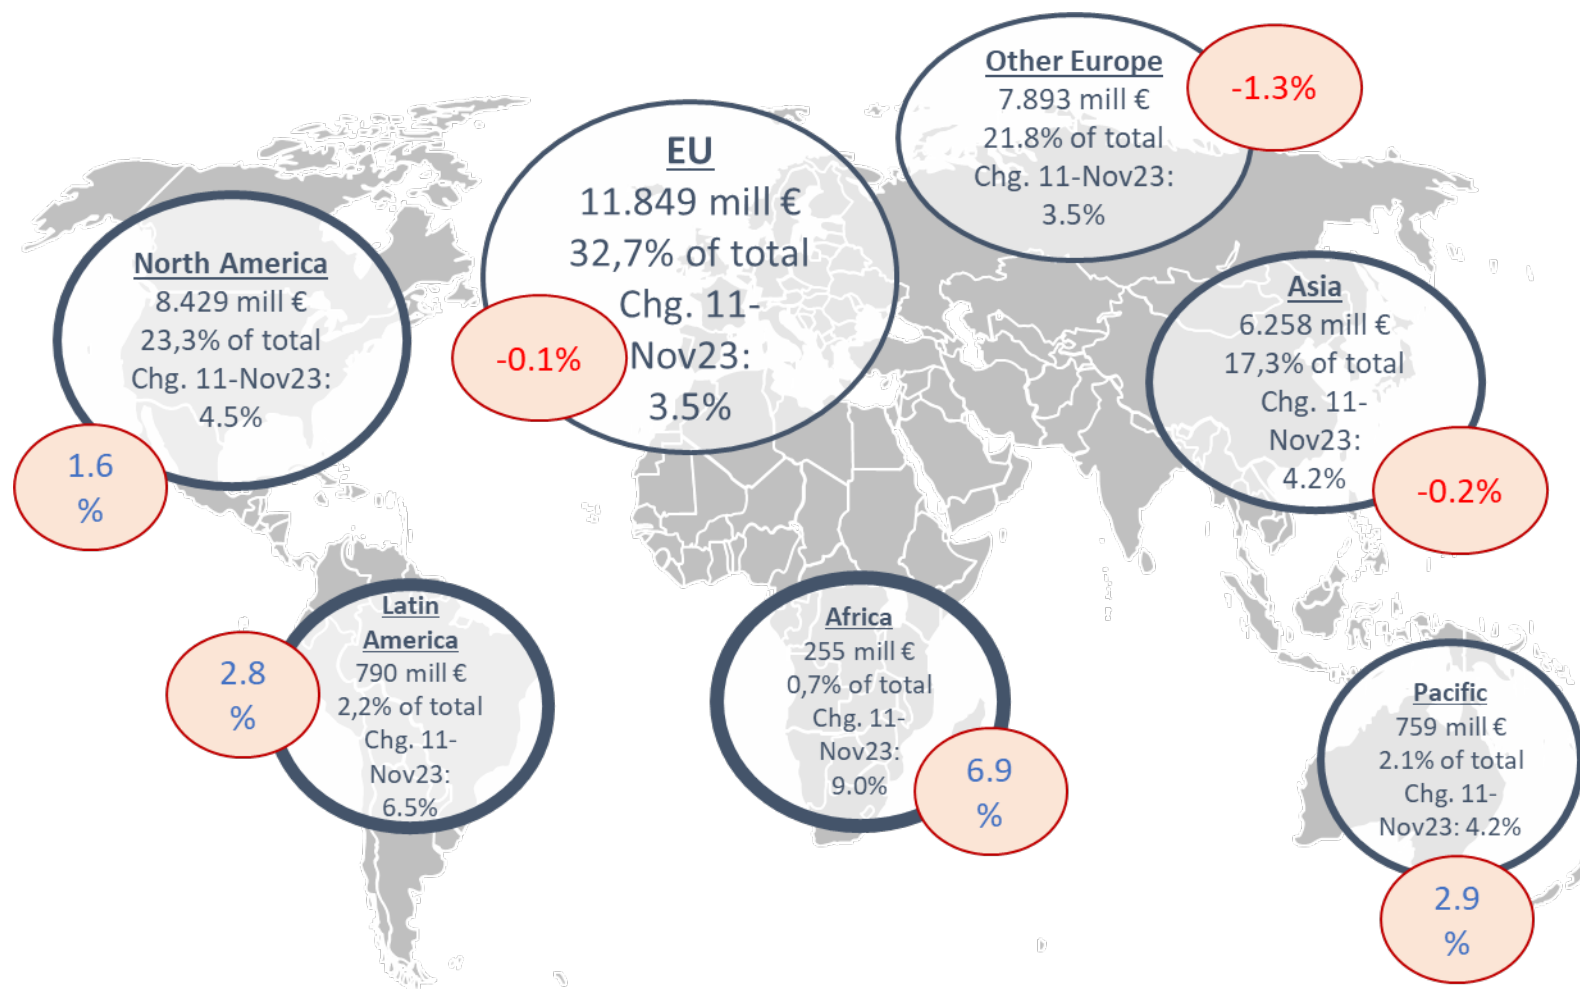 Other Europe
7.893 mill €
21.8% of total
Chg. 11-Nov23:
3.5%
-1.3%
EU
11.849 mill €
32,7% of total
Chg. 11-
Nov23:
3.5%
-0.1%
North America
8.429 mill €
23,3% of total
Chg. 11-Nov23:
4.5%
1.6
%
Asia
6.258 mill €
17,3% of total
Chg. 11-
Nov23:
4.2%
-0.2%
Latin
America
790 mill €
2,2% of total
Chg. 11-
Nov23:
6.5%
2.8
%
Africa
255 mill €
0,7% of total
Chg. 11-
Nov23:
9.0%
6.9
%
Pacific
759 mill €
2.1% of total
Chg. 11-
Nov23: 4.2%
2.9
%